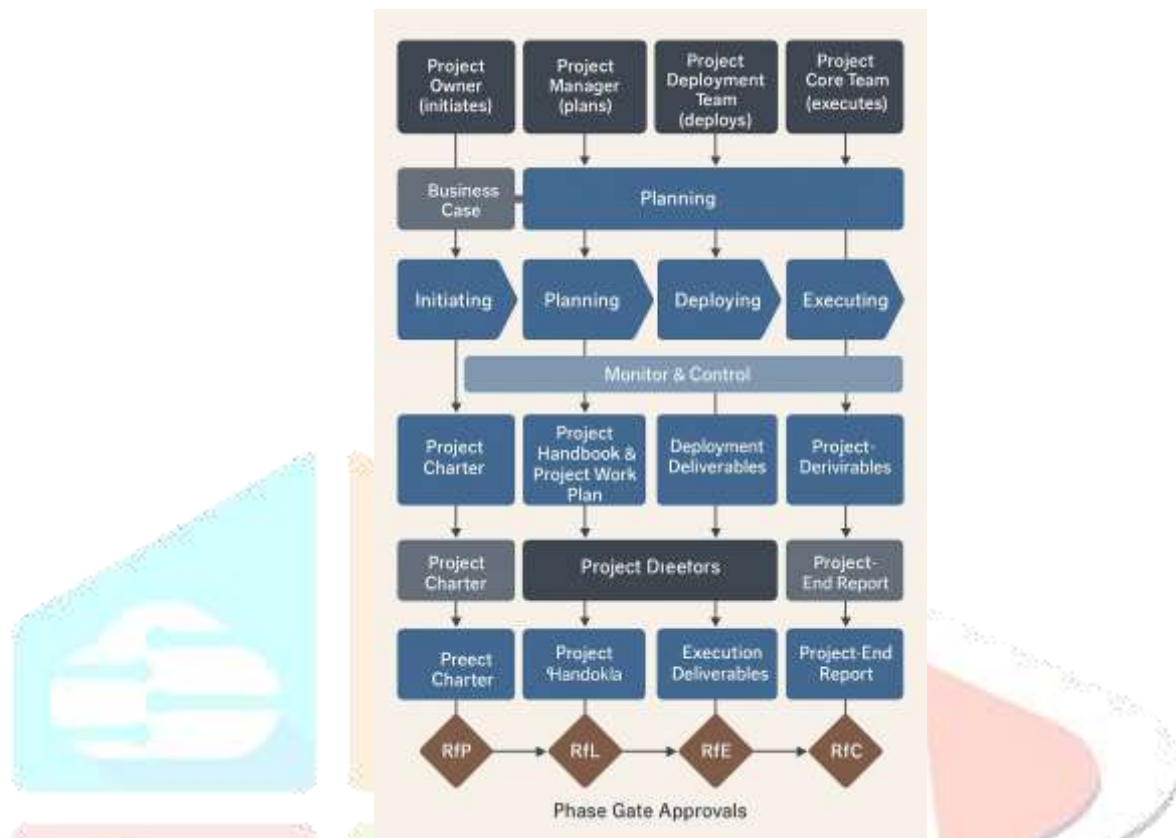 Project
Owner
(initiates)
Project
Manager
(plans)
Project
Deployment
Team
(deploys)
Project
Core Team
(executes)
Business
Case
Planning
Initiating
Planning
Deploying
Executing
Monitor & Control
Project
Charter
Project
Handbook &
Project Work
Plan
Deployment
Deliverables
Project-
Derivirables
Project
Charter
Project Dieetors
Project-
End Report
Preect
Charter
Project
Handokla
Execution
Deliverables
Project-End
Report
RfP
RfL
RfE
RfC
Phase Gate Approvals